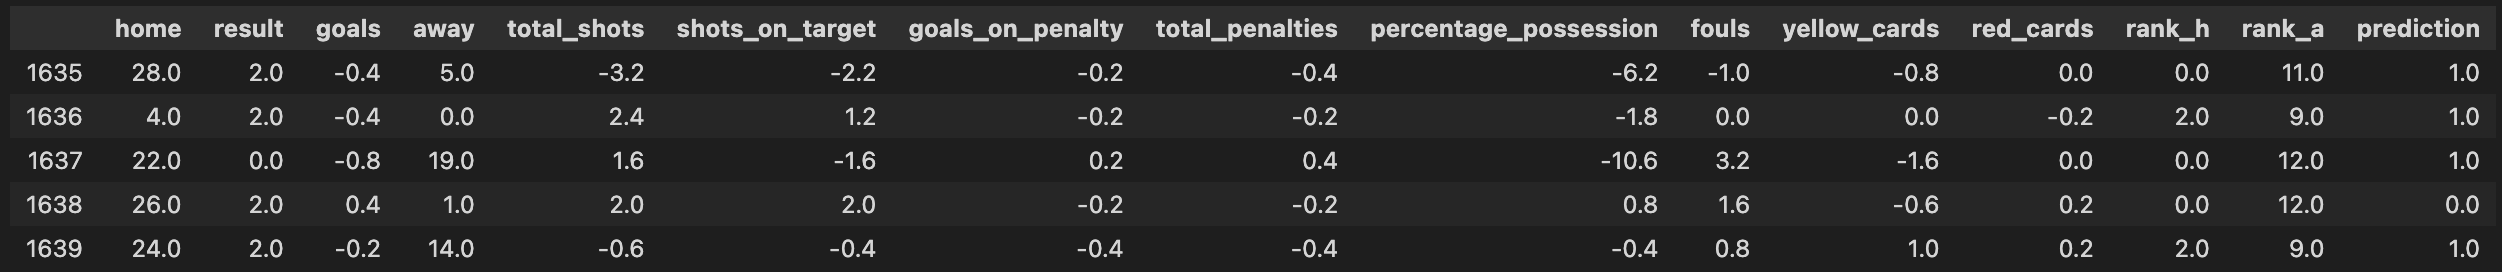 home result goals away total_shots shots_on_target goals_on_penalty total_penalties percentage_possession fouls yellow_cards red_cards rank_h rank_a prediction
1635 28.0 2.0 -0.4 5.0 -3.2 -2.2 -0.2 -0.4 -6.2 -1.0 -0.8 0.0 0.0 11.0 1.0
1636 4.0 2.0 -0.4 0.0 2.4 1.2 -0.2 -0.2 -1.8 0.0 0.0 -0.2 2.0 9.0 1.0
1637 22.0 0.0 -0.8 19.0 1.6 -1.6 0.2 0.4 -10.6 3.2 -1.6 0.0 0.0 12.0 1.0
1638 26.0 2.0 0.4 1.0 2.0 2.0 -0.2 -0.2 0.8 1.6 -0.6 0.2 0.0 12.0 0.0
1639 24.0 2.0 -0.2 14.0 -0.6 -0.4 -0.4 -0.4 -0.4 0.8 1.0 0.2 2.0 9.0 1.0